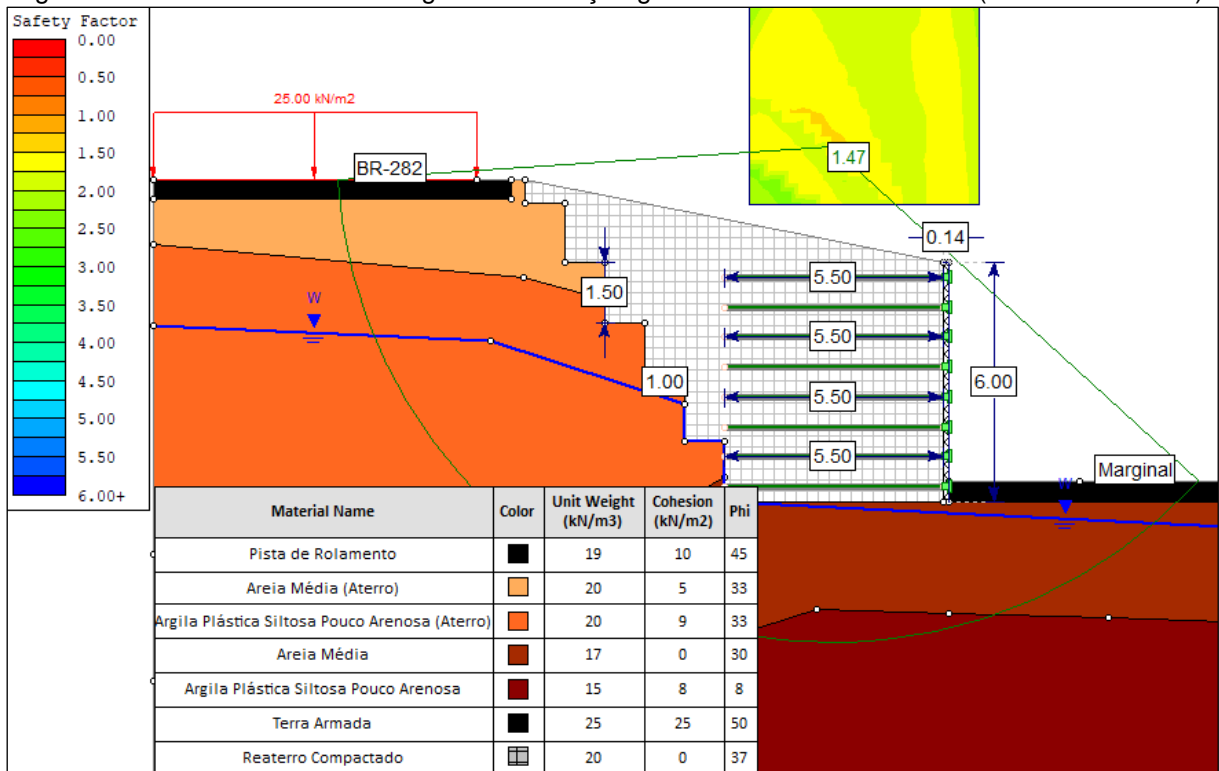 Safety Factor
0.00
0.50
1.00
1.50
2.00
2.50
3.00
3.50
4.00
4.50
5.00
5.50
6.00+
25.00 kN/m2
BR-282
1.47
0.14
5.50
1.50
W
5.50
1.00
6.00
5.50
5.50
Marginal
W
Material Name Color Unit Weight (kN/m3) Cohesion (kN/m2) Phi
Pista de Rolamento 19 10 45
Areia Média (Aterro) 20 5 33
Argila Plástica Siltosa Pouco Arenosa (Aterro) 20 9 33
Areia Média 17 0 30
Argila Plástica Siltosa Pouco Arenosa 15 8 8
Terra Armada 25 25 50
Reaterro Compactado 20 0 37